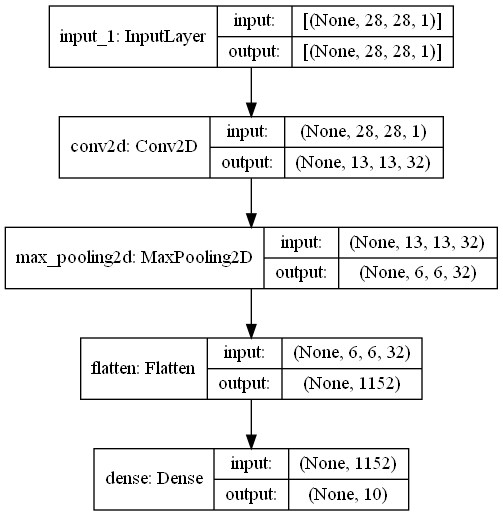 input_1: InputLayer
input:
[(None, 28, 28, 1)]
output:
[(None, 28, 28, 1)]
conv2d: Conv2D
input:
(None, 28, 28, 1)
output:
(None, 13, 13, 32)
max_pooling2d: MaxPooling2D
input:
(None, 13, 13, 32)
output:
(None, 6, 6, 32)
flatten: Flatten
input:
(None, 6, 6, 32)
output:
(None, 1152)
dense: Dense
input:
(None, 1152)
output:
(None, 10)